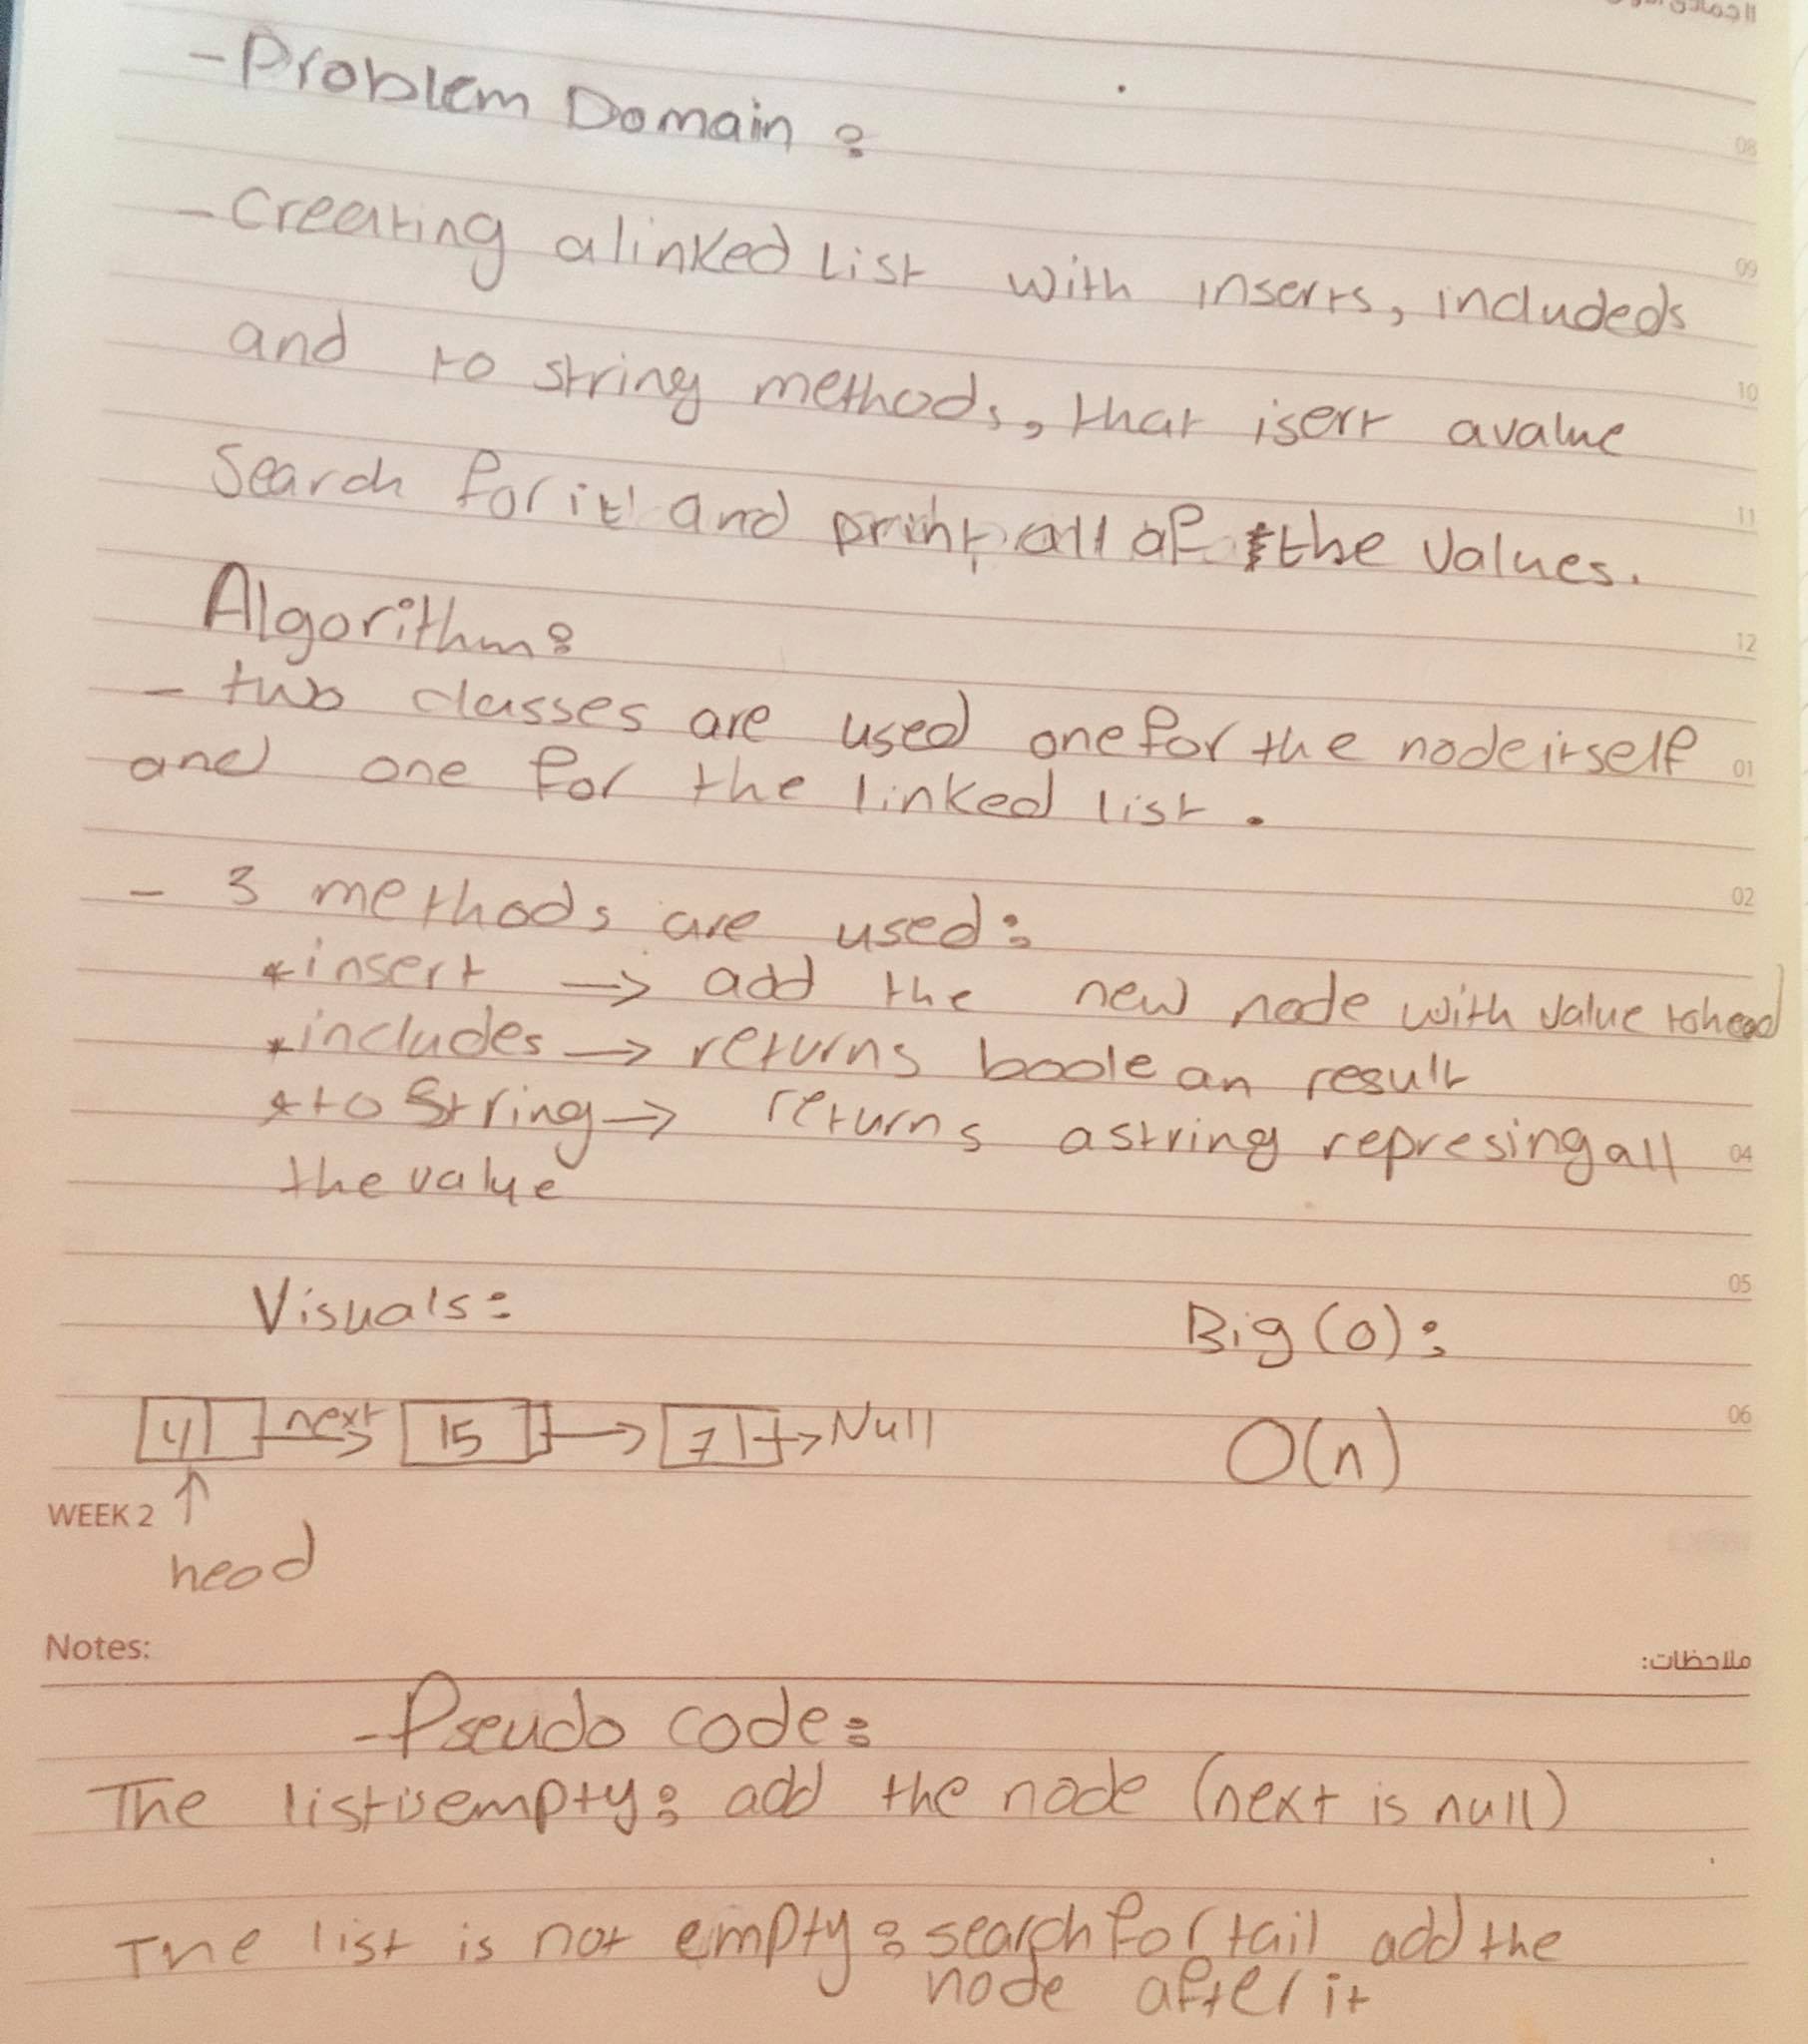 - Problem Domain :
08
- Creating a linked list with inserts, includeds
09
and to string methods, that isert a value
10
Search for it and print all of the values.
11
Algorithm:
12
- two classes are used one for the node itself
01
and one for the linked list.
- 3 methods are used:
02
*insert → add the new node with value to head
*includes → returns boolean result
*to String → returns a string represing all
04
the value
05
Visuals:
Big (O):
06
4 next → 15 → 7 → Null
O(n)
WEEK 2
↑
head
Notes:
ملاحظات:
- Pseudo code:
The list is empty: add the node (next is null)
The list is not empty: search for tail add the
node after it